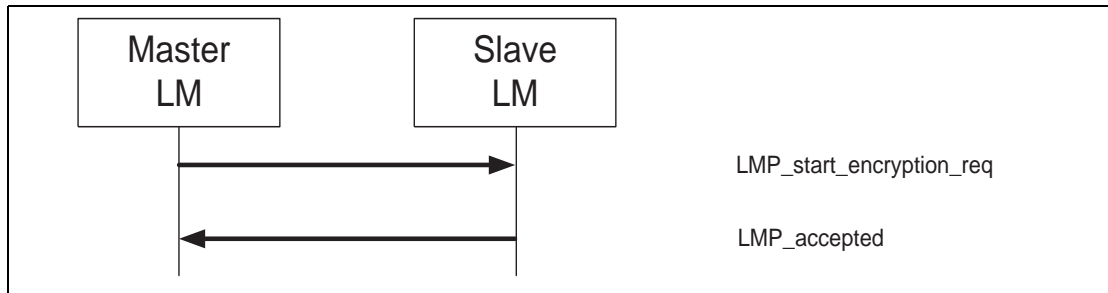 Master
LM
Slave
LM
LMP_start_encryption_req
LMP_accepted